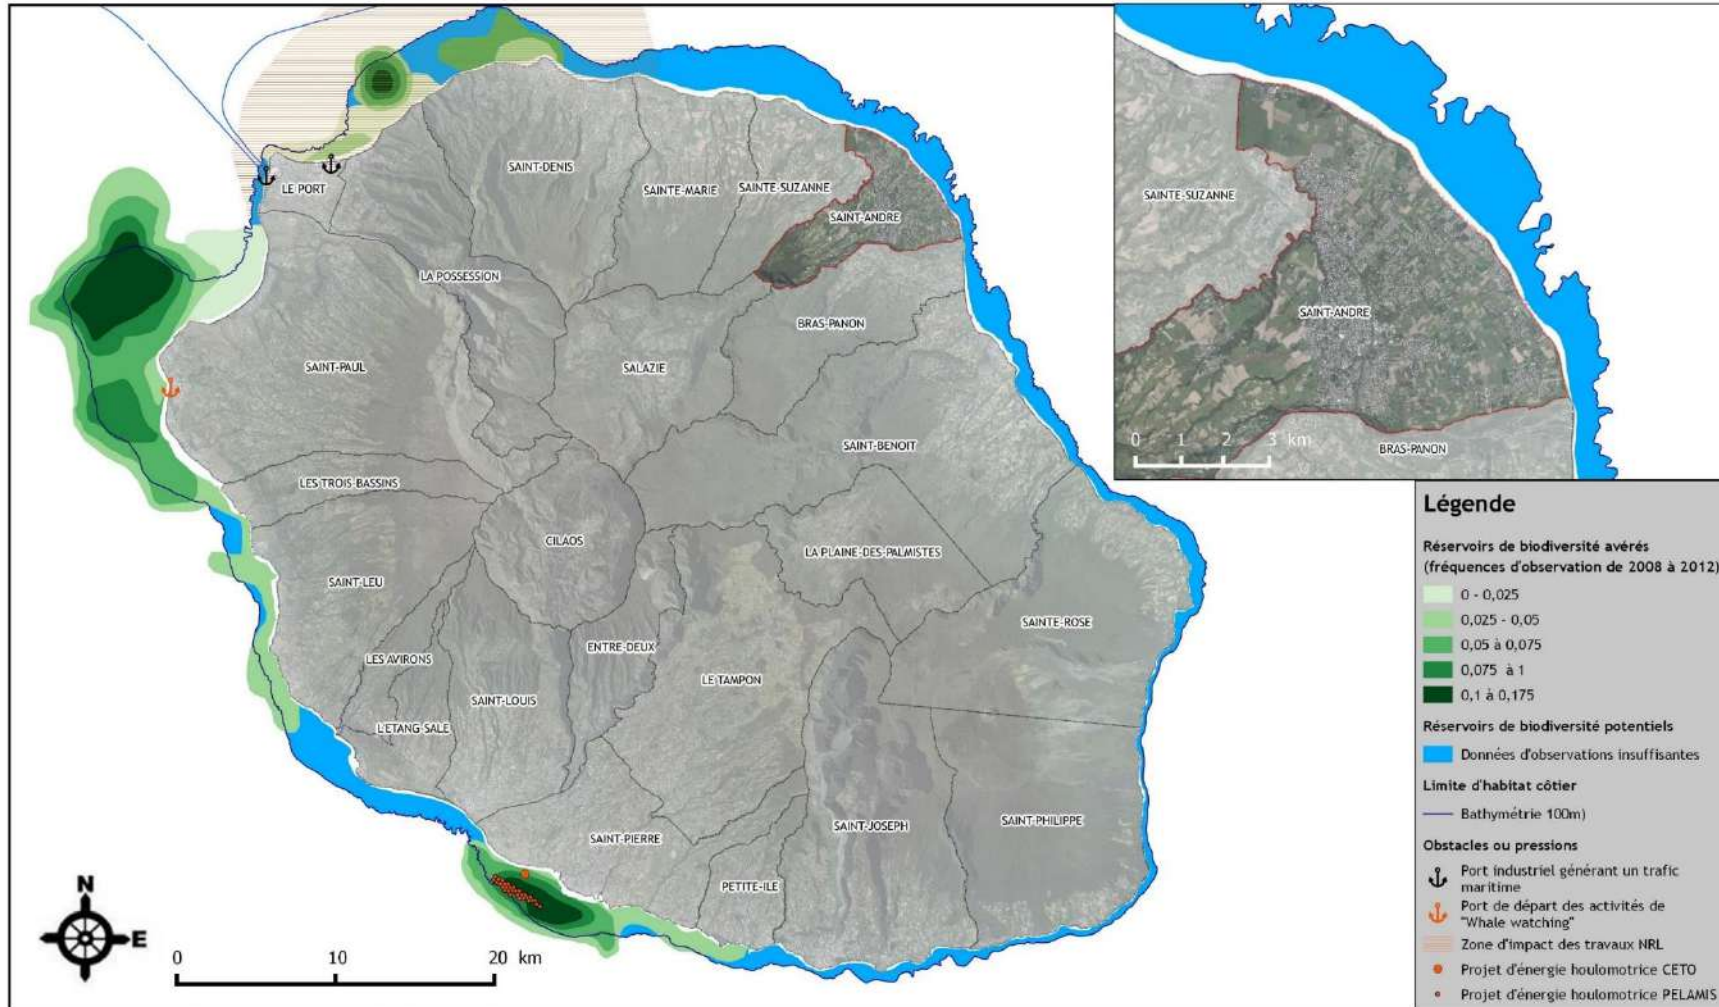 LE PORT
SAINT-DENIS
SAINTE-MARIE
SAINTE-SUZANNE
SAINT-ANDRE
LA POSSESSION
BRAS-PANON
SAINT-PAUL
SALAZIE
SAINT-BENOIT
LES TROIS-BASSINS
CILAOS
LA PLAINE-DES-PALMISTES
SAINT-LEU
SAINTE-ROSE
ENTRE-DEUX
LES AVIRONS
LE TAMPON
SAINT-LOUIS
L'ETANG-SALE
SAINT-PIERRE
SAINT-JOSEPH
SAINT-PHILIPPE
PETITE-ILE
N
E
0 10 20 km
SAINTE-SUZANNE
SAINT-ANDRE
BRAS-PANON
0 1 2 3 km
Légende
Réservoirs de biodiversité avérés
(fréquences d'observation de 2008 à 2012)
0 - 0,025
0,025 - 0,05
0,05 à 0,075
0,075 à 1
0,1 à 0,175
Réservoirs de biodiversité potentiels
Données d'observations insuffisantes
Limite d'habitat côtier
Bathymétrie 100m)
Obstacles ou pressions
Port industriel générant un trafic
maritime
Port de départ des activités de
"Whale watching"
Zone d'impact des travaux NRL
Projet d'énergie houlomotrice CETO
Projet d'énergie houlomotrice PELAMIS